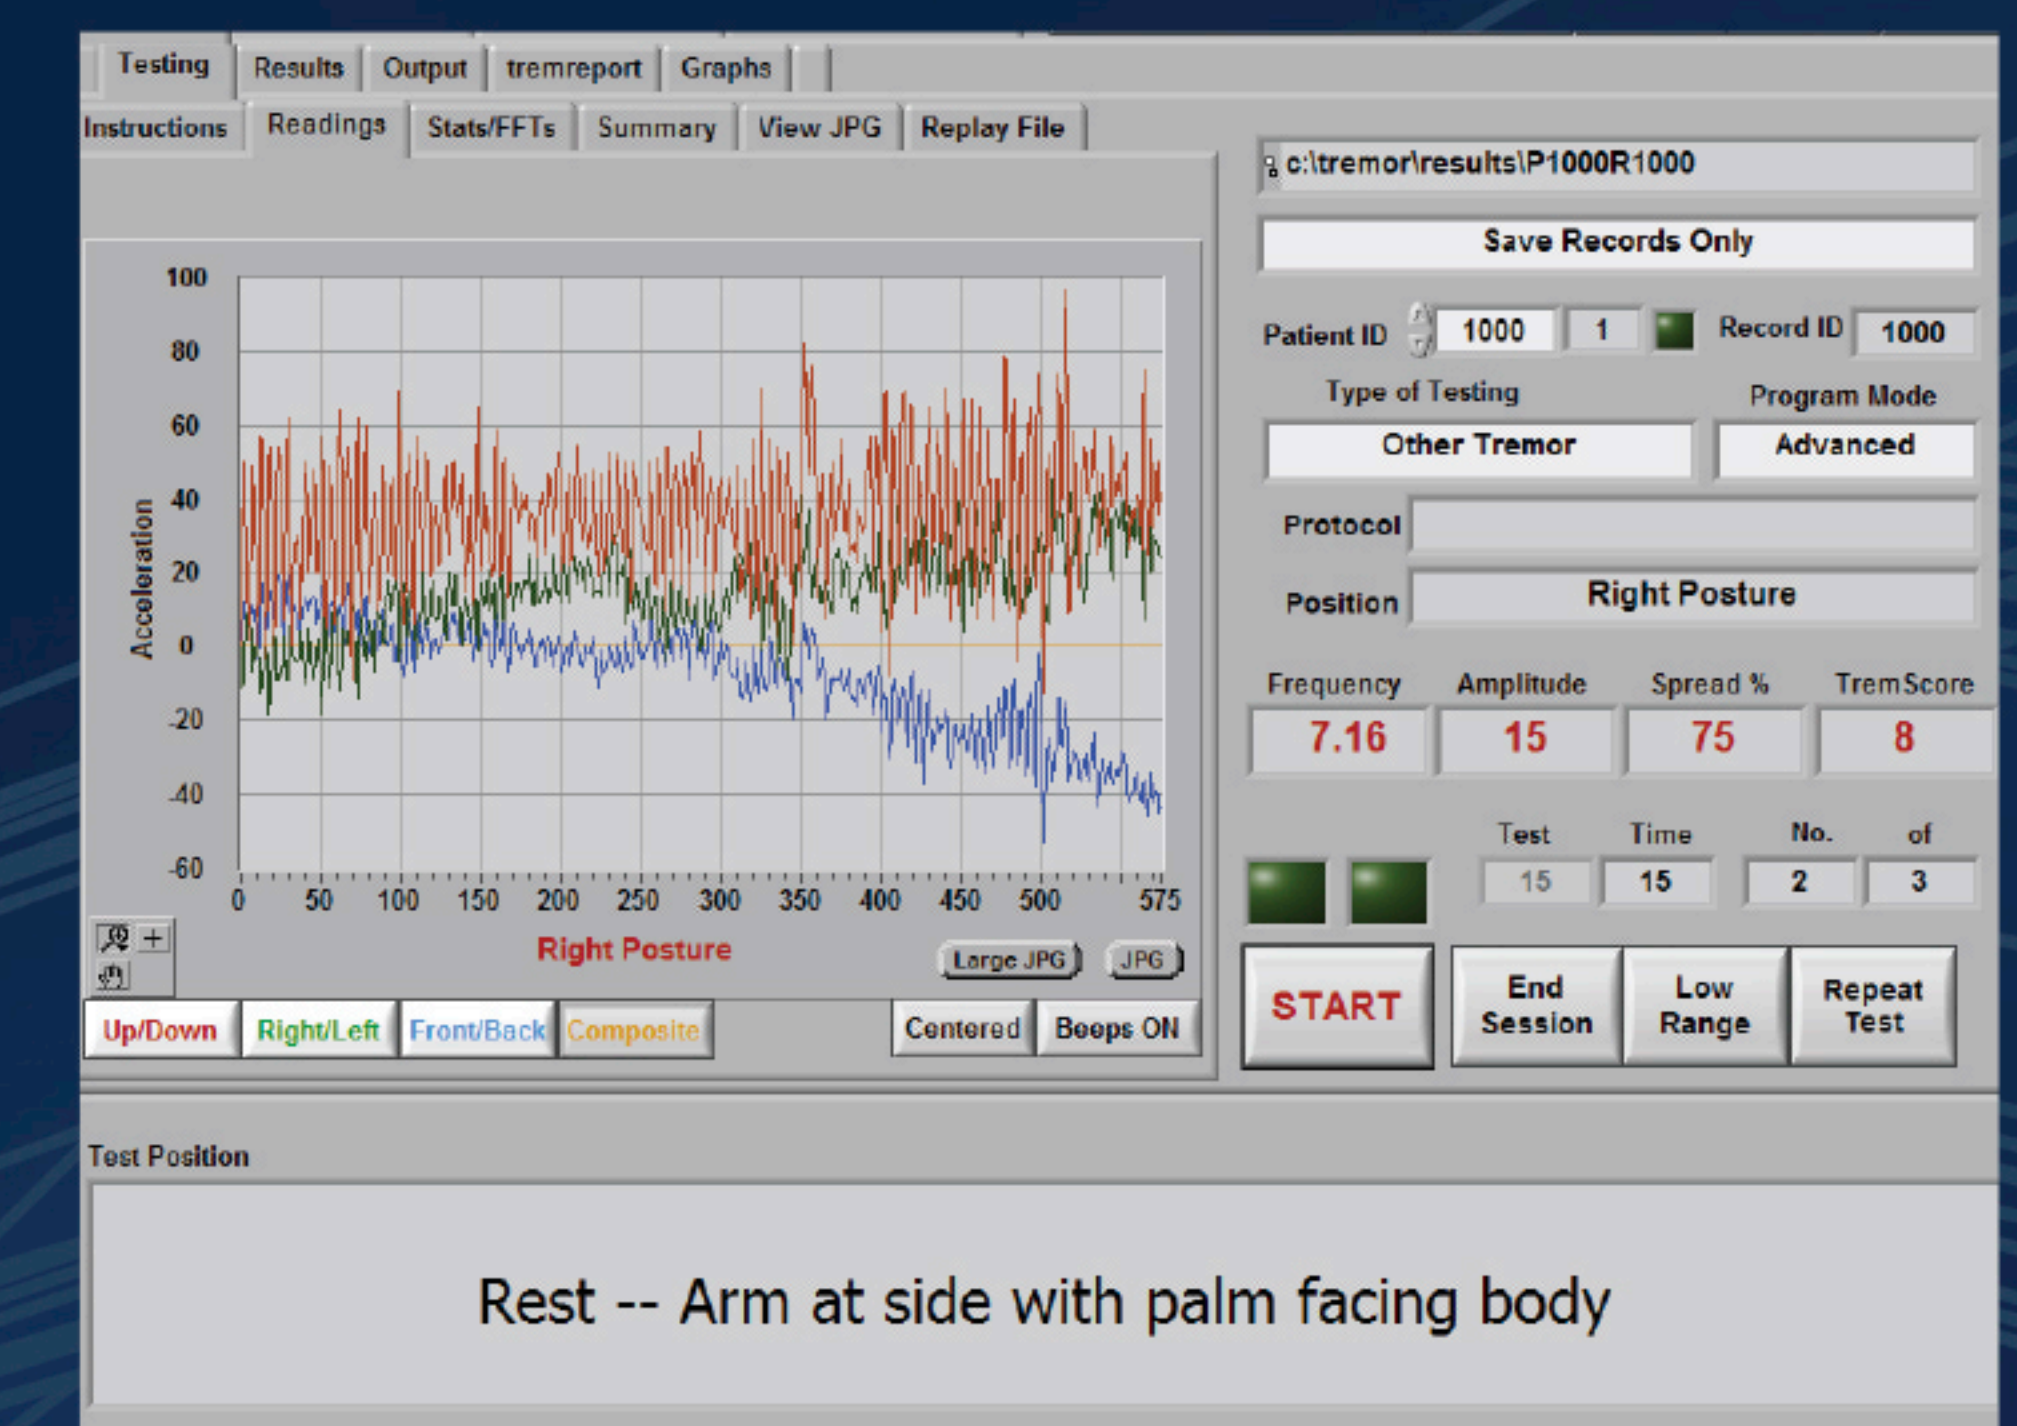 Testing Results Output tremreport Graphs
Instructions Readings Stats/FFTs Summary View JPG Replay File
c:\tremor\results\P1000R1000
Save Records Only
Patient ID 1000 1 Record ID 1000
Type of Testing Program Mode
Other Tremor Advanced
Protocol
Position Right Posture
Frequency Amplitude Spread % TremScore
7.16 15 75 8
Test Time No. of
15 15 2 3
START End Session Low Range Repeat Test
Acceleration
100
80
60
40
20
0
-20
-40
-60
0 50 100 150 200 250 300 350 400 450 500 575
Right Posture Large JPG JPG
Up/Down Right/Left Front/Back Composite Centered Beeps ON
Test Position
Rest -- Arm at side with palm facing body